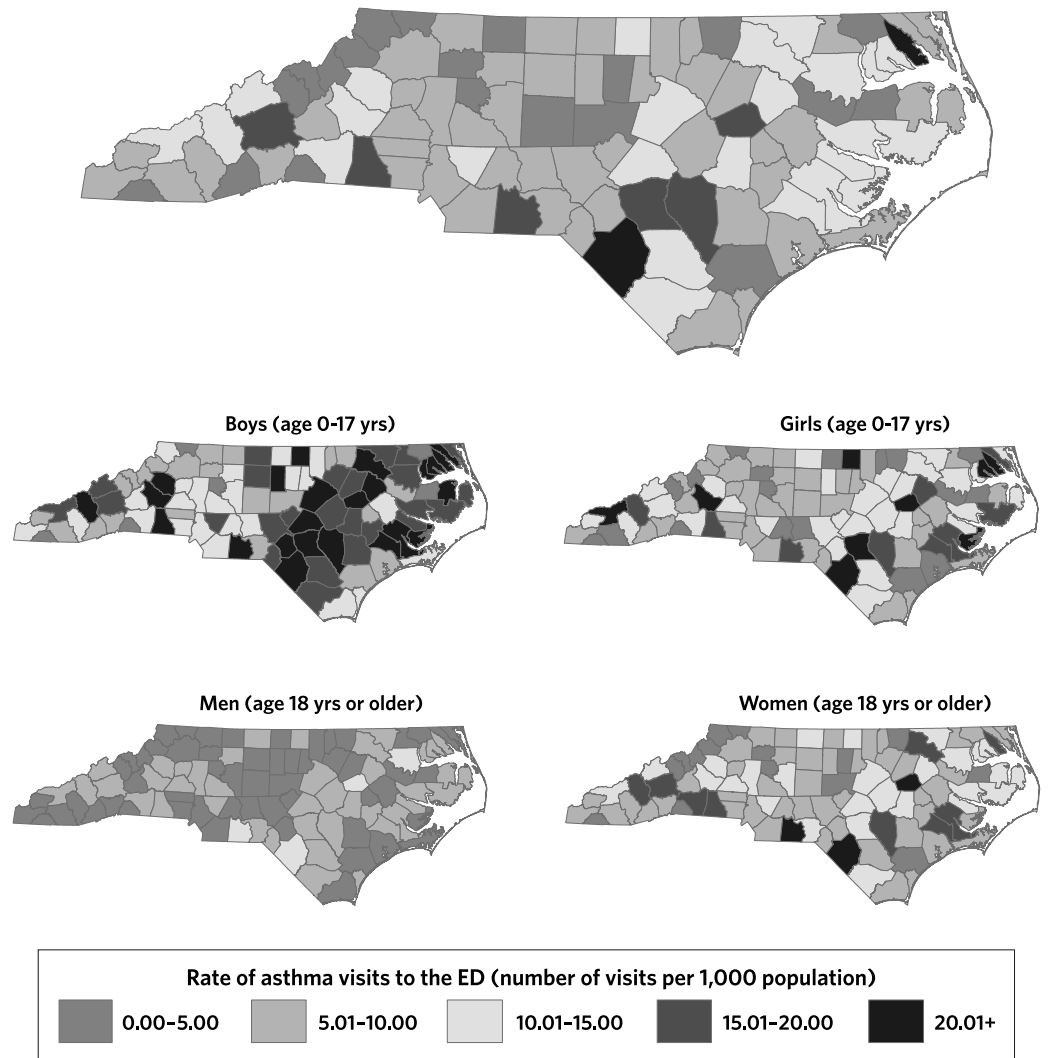 Boys (age 0-17 yrs)
Girls (age 0-17 yrs)
Men (age 18 yrs or older)
Women (age 18 yrs or older)
Rate of asthma visits to the ED (number of visits per 1,000 population)
0.00–5.00
5.01–10.00
10.01–15.00
15.01–20.00
20.01+